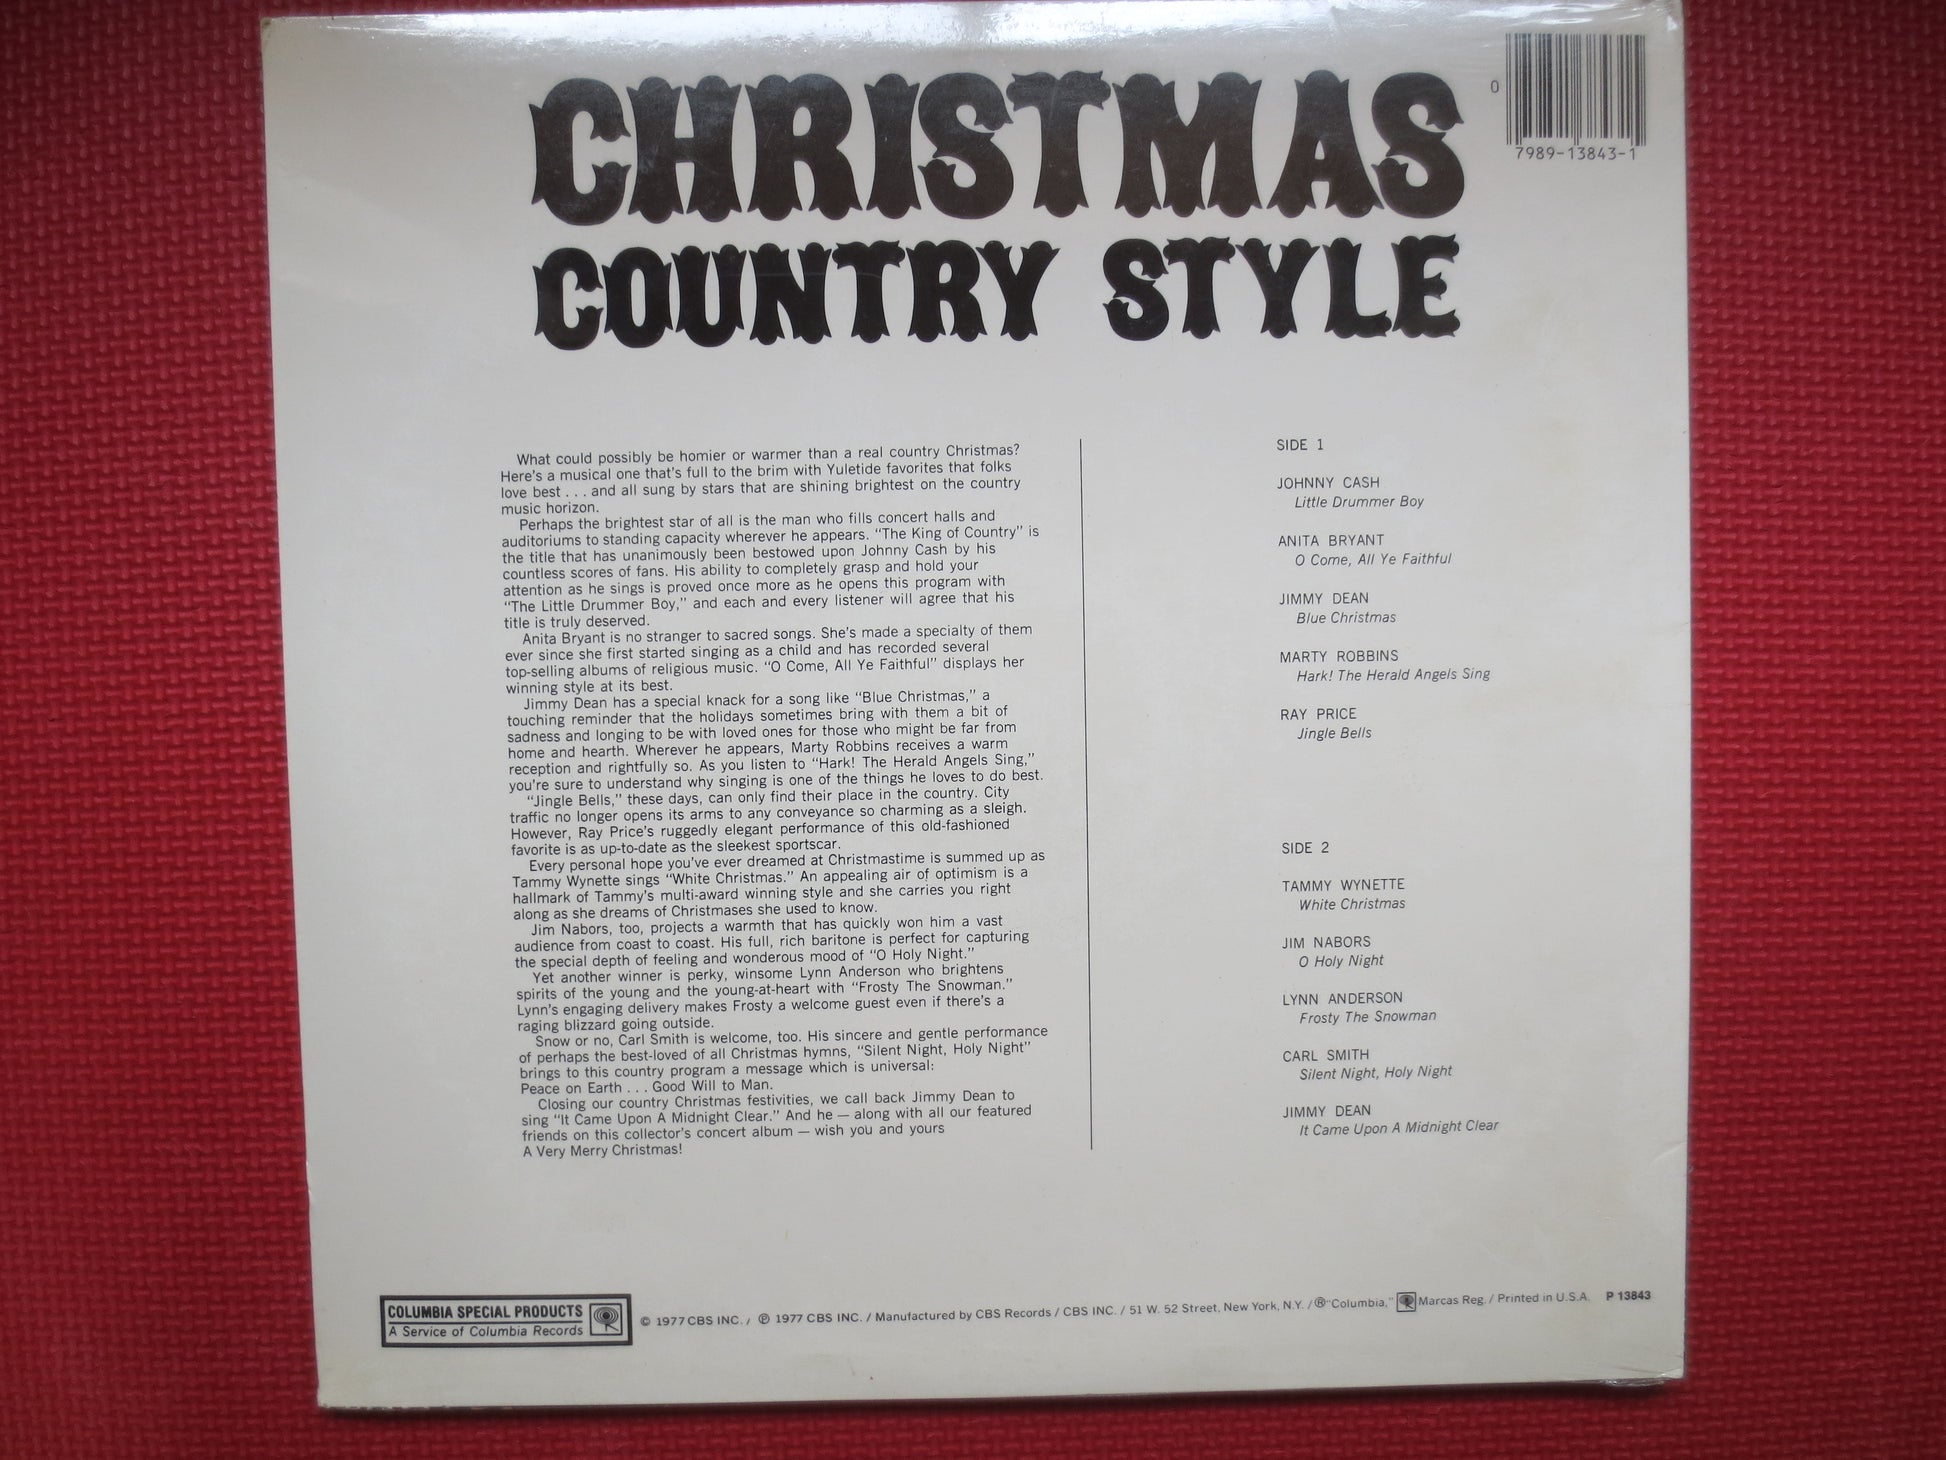 CHRISTMAS
COUNTRY STYLE
0
7989-13843-1
What could possibly be homier or warmer than a real country Christmas?
Here's a musical one that's full to the brim with Yuletide favorites that folks
love best . . . and all sung by stars that are shining brightest on the country
music horizon.
Perhaps the brightest star of all is the man who fills concert halls and
auditoriums to standing capacity wherever he appears. "The King of Country" is
the title that has unanimously been bestowed upon Johnny Cash by his
countless scores of fans. His ability to completely grasp and hold your
attention as he sings is proved once more as he opens this program with
"The Little Drummer Boy," and each and every listener will agree that his
title is truly deserved.
Anita Bryant is no stranger to sacred songs. She's made a specialty of them
ever since she first started singing as a child and has recorded several
top-selling albums of religious music. "O Come, All Ye Faithful" displays her
winning style at its best.
Jimmy Dean has a special knack for a song like "Blue Christmas," a
touching reminder that the holidays sometimes bring with them a bit of
sadness and longing to be with loved ones for those who might be far from
home and hearth. Wherever he appears, Marty Robbins receives a warm
reception and rightfully so. As you listen to "Hark! The Herald Angels Sing,"
you're sure to understand why singing is one of the things he loves to do best.
"Jingle Bells," these days, can only find their place in the country. City
traffic no longer opens its arms to any conveyance so charming as a sleigh.
However, Ray Price's ruggedly elegant performance of this old-fashioned
favorite is as up-to-date as the sleekest sportscar.
Every personal hope you've ever dreamed at Christmastime is summed up as
Tammy Wynette sings "White Christmas." An appealing air of optimism is a
hallmark of Tammy's multi-award winning style and she carries you right
along as she dreams of Christmases she used to know.
Jim Nabors, too, projects a warmth that has quickly won him a vast
audience from coast to coast. His full, rich baritone is perfect for capturing
the special depth of feeling and wonderous mood of "O Holy Night."
Yet another winner is perky, winsome Lynn Anderson who brightens
spirits of the young and the young-at-heart with "Frosty The Snowman."
Lynn's engaging delivery makes Frosty a welcome guest even if there's a
raging blizzard going outside.
Snow or no, Carl Smith is welcome, too. His sincere and gentle performance
of perhaps the best-loved of all Christmas hymns, "Silent Night, Holy Night"
brings to this country program a message which is universal:
Peace on Earth . . . Good Will to Man.
Closing our country Christmas festivities, we call back Jimmy Dean to
sing "It Came Upon A Midnight Clear." And he — along with all our featured
friends on this collector's concert album — wish you and yours
A Very Merry Christmas!
SIDE 1
JOHNNY CASH
Little Drummer Boy
ANITA BRYANT
O Come, All Ye Faithful
JIMMY DEAN
Blue Christmas
MARTY ROBBINS
Hark! The Herald Angels Sing
RAY PRICE
Jingle Bells
SIDE 2
TAMMY WYNETTE
White Christmas
JIM NABORS
O Holy Night
LYNN ANDERSON
Frosty The Snowman
CARL SMITH
Silent Night, Holy Night
JIMMY DEAN
It Came Upon A Midnight Clear
COLUMBIA SPECIAL PRODUCTS
A Service of Columbia Records
© 1977 CBS INC. / ℗ 1977 CBS INC. / Manufactured by CBS Records / CBS INC. / 51 W. 52 Street, New York, N.Y. / ® "Columbia," Marcas Reg. / Printed in U.S.A. P 13843